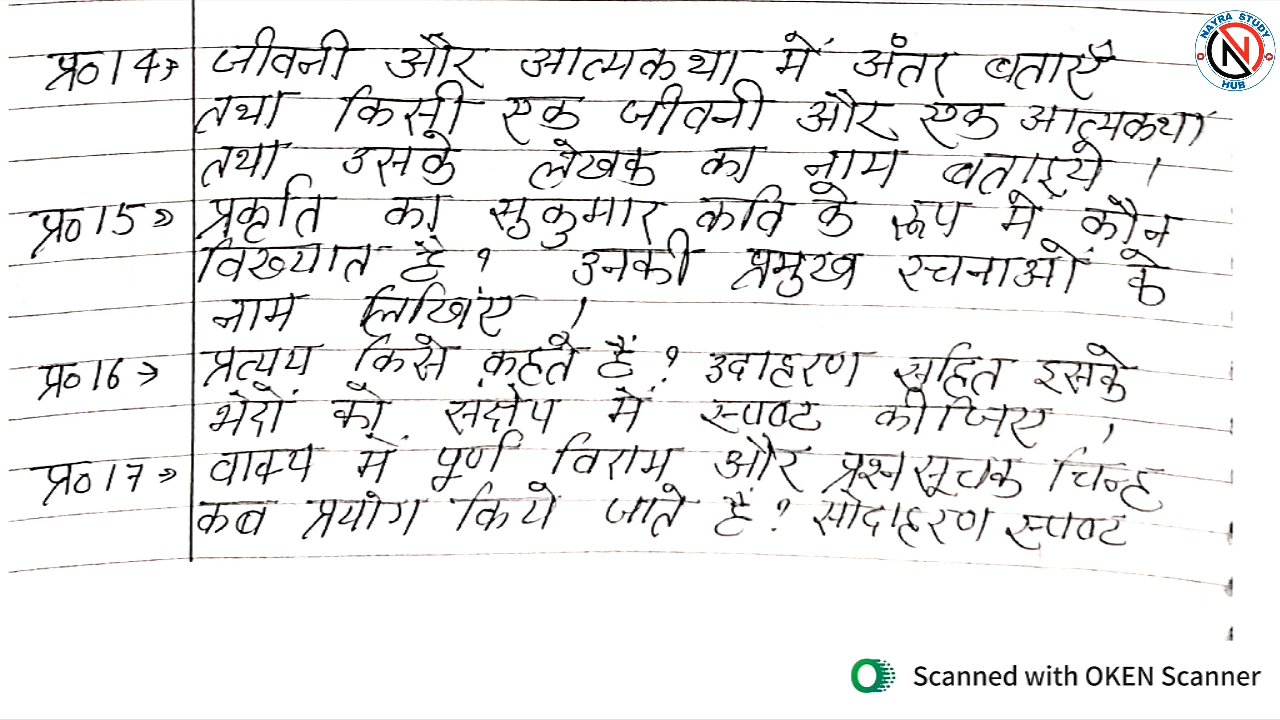 NAYRA STUDY
HUB
प्र०14⇒ जीवनी और आत्मकथा में अंतर बताएँ
तथा किसी एक जीवनी और एक आत्मकथा
तथा उसके लेखक का नाम बताइये ।
प्र०15⇒ प्रकृति का सुकुमार कवि के रूप में कौन
विख्यात है ? उनकी प्रमुख रचनाओं के
नाम लिखिए ।
प्र०16⇒ प्रत्यय किसे कहते हैं ? उदाहरण सहित इसके
भेदों को संक्षेप में स्पष्ट कीजिए ।
प्र०17⇒ वाक्य में पूर्ण विराम और प्रश्नसूचक चिन्ह
कब प्रयोग किये जाते हैं ? सोदाहरण स्पष्ट
Scanned with OKEN Scanner